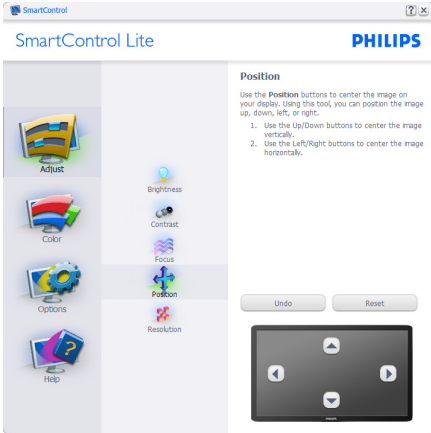 SmartControl
SmartControl Lite
PHILIPS
Adjust
Color
Options
Help
Brightness
Contrast
Focus
Position
Resolution
Position
Use the Position buttons to center the image on
your display. Using this tool, you can position the image
up, down, left, or right.
1. Use the Up/Down buttons to center the image
vertically.
2. Use the Left/Right buttons to center the image
horizontally.
Undo
Reset
PHILIPS